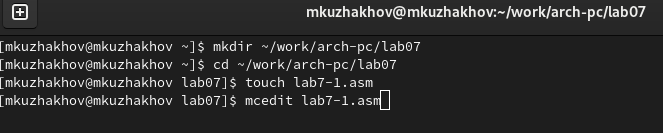 mkuzhakhov@mkuzhakhov:~/work/arch-pc/lab07
[mkuzhakhov@mkuzhakhov ~]$ mkdir ~/work/arch-pc/lab07
[mkuzhakhov@mkuzhakhov ~]$ cd ~/work/arch-pc/lab07
[mkuzhakhov@mkuzhakhov lab07]$ touch lab7-1.asm
[mkuzhakhov@mkuzhakhov lab07]$ mcedit lab7-1.asm